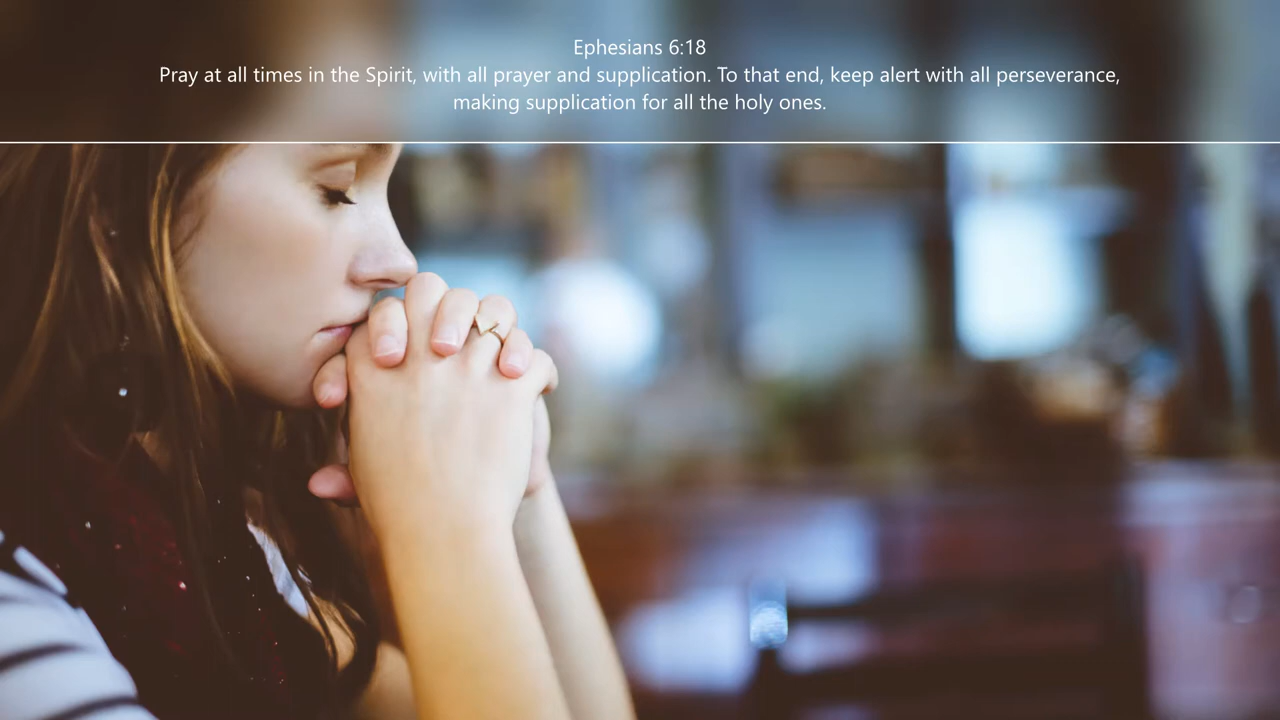 Ephesians 6:18
Pray at all times in the Spirit, with all prayer and supplication. To that end, keep alert with all perseverance,
making supplication for all the holy ones.